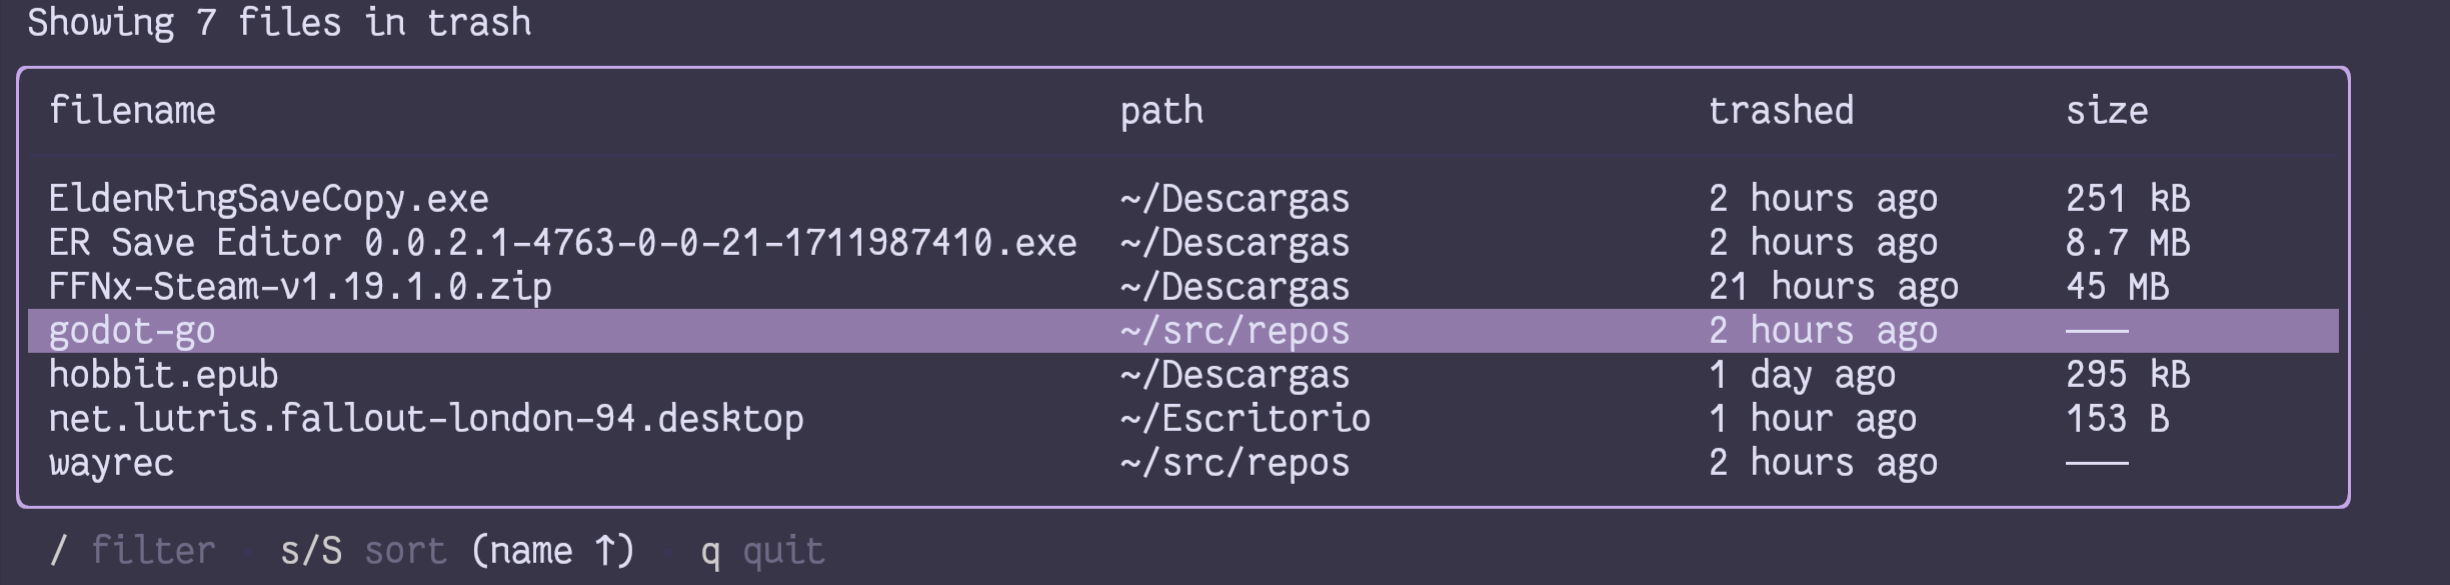 Showing 7 files in trash
filename path trashed size
EldenRingSaveCopy.exe ~/Descargas 2 hours ago 251 kB
ER Save Editor 0.0.2.1-4763-0-0-21-1711987410.exe ~/Descargas 2 hours ago 8.7 MB
FFNx-Steam-v1.19.1.0.zip ~/Descargas 21 hours ago 45 MB
godot-go ~/src/repos 2 hours ago ───
hobbit.epub ~/Descargas 1 day ago 295 kB
net.lutris.fallout-london-94.desktop ~/Escritorio 1 hour ago 153 B
wayrec ~/src/repos 2 hours ago ───
/ filter • s/S sort (name ↑) • q quit